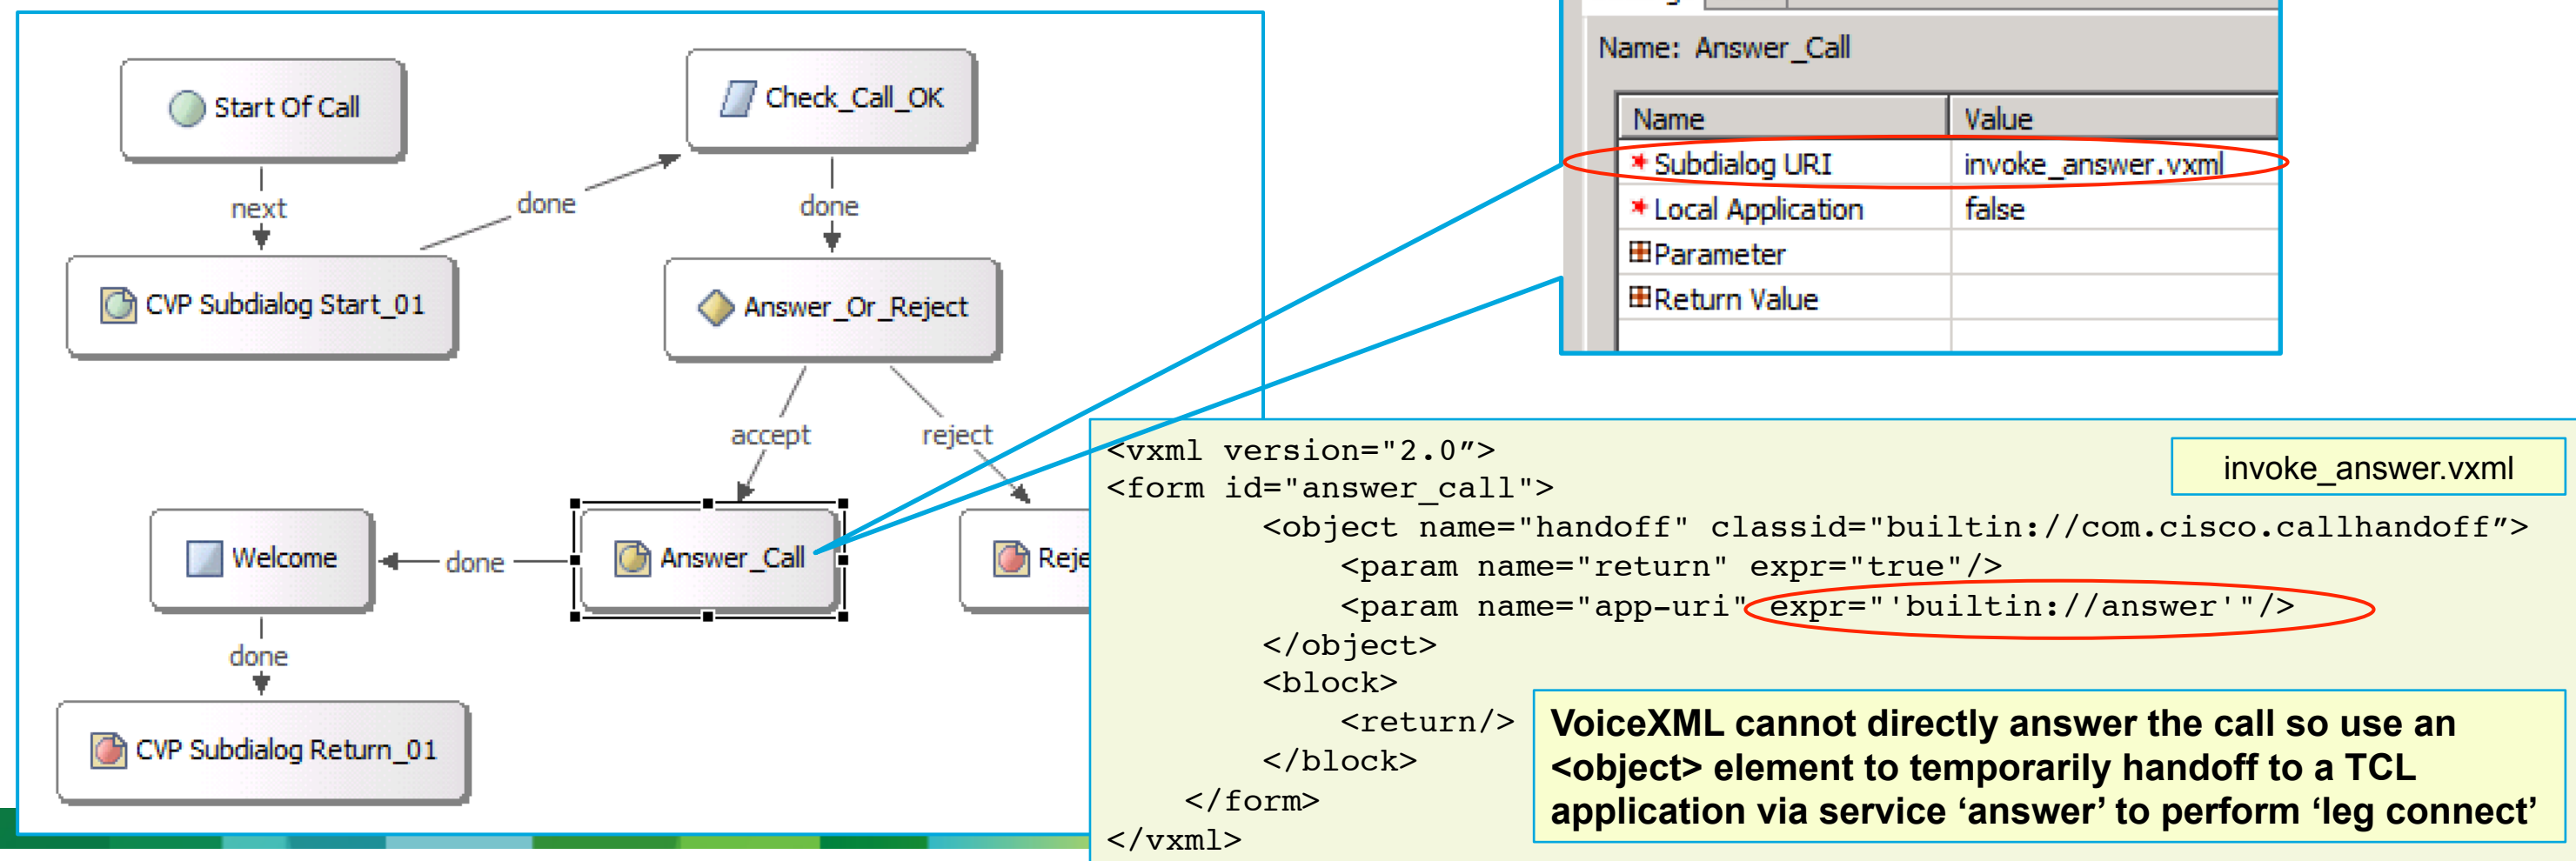 Start Of Call
next
CVP Subdialog Start_01
done
Check_Call_OK
done
Answer_Or_Reject
accept
reject
Answer_Call
done
Welcome
done
CVP Subdialog Return_01
Name: Answer_Call
Name Value
Subdialog URI invoke_answer.vxml
Local Application false
Parameter
Return Value
invoke_answer.vxml
<vxml version="2.0”>
<form id="answer_call">
<object name="handoff" classid="builtin://com.cisco.callhandoff”>
<param name="return" expr="true"/>
<param name="app-uri" expr="'builtin://answer'"/>
</object>
<block>
<return/>
</block>
</form>
</vxml>
VoiceXML cannot directly answer the call so use an
<object> element to temporarily handoff to a TCL
application via service ‘answer’ to perform ‘leg connect’